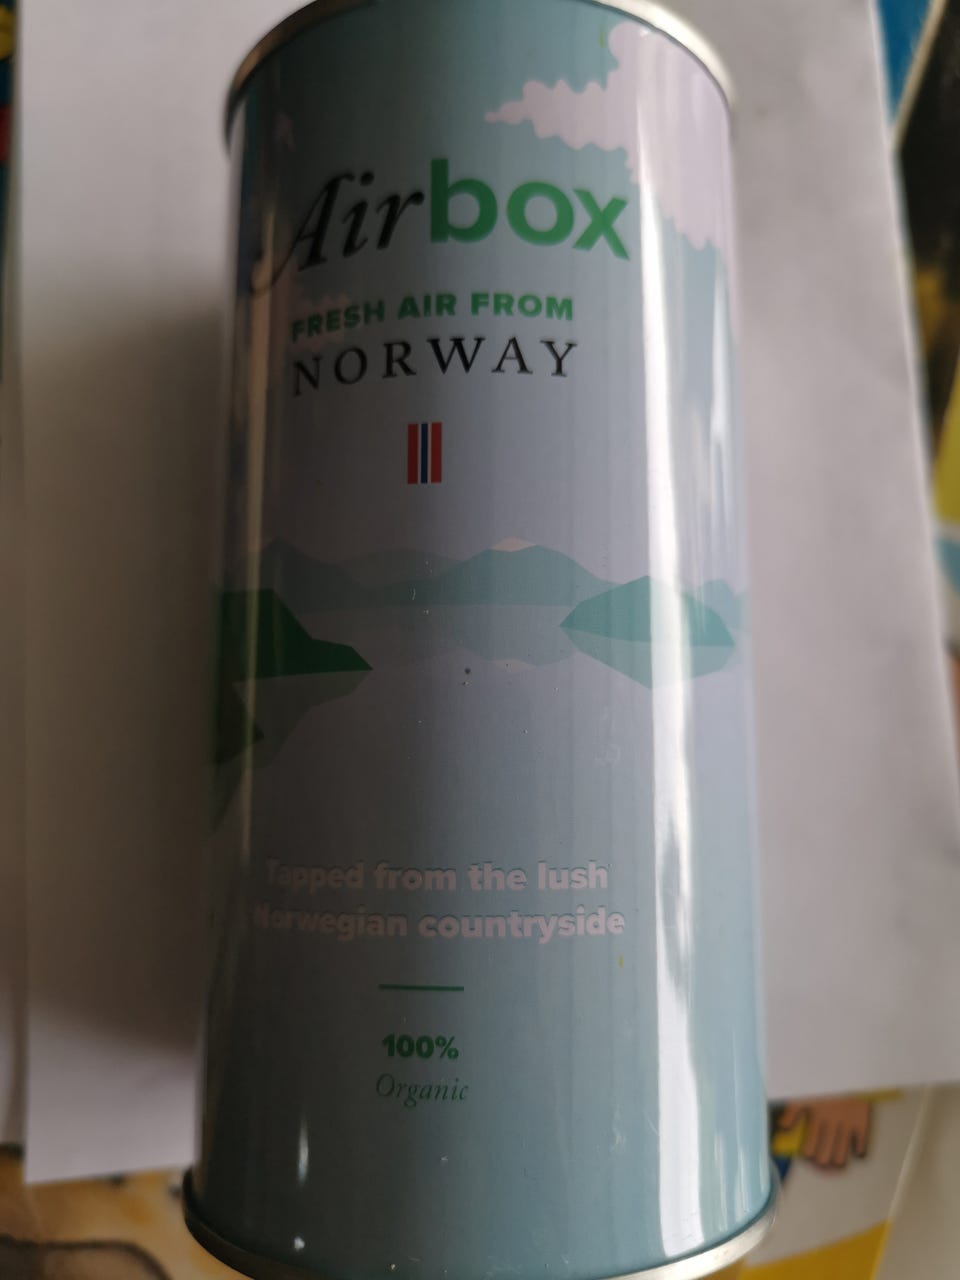 Airbox
FRESH AIR FROM
NORWAY
Tapped from the lush
Norwegian countryside
100%
Organic